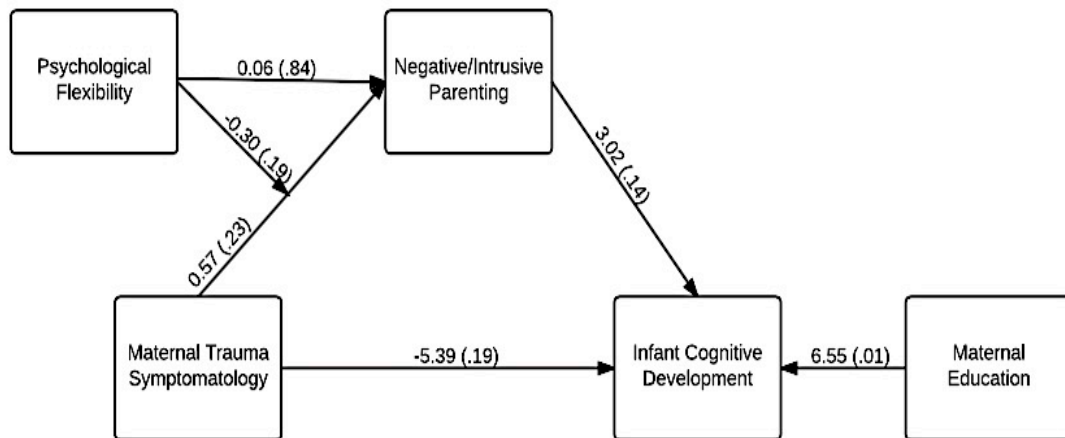 Psychological
Flexibility
0.06 (.84)
Negative/Intrusive
Parenting
-0.30 (.19)
3.02 (.14)
0.57 (.23)
Maternal Trauma
Symptomatology
-5.39 (.19)
Infant Cognitive
Development
6.55 (.01)
Maternal
Education